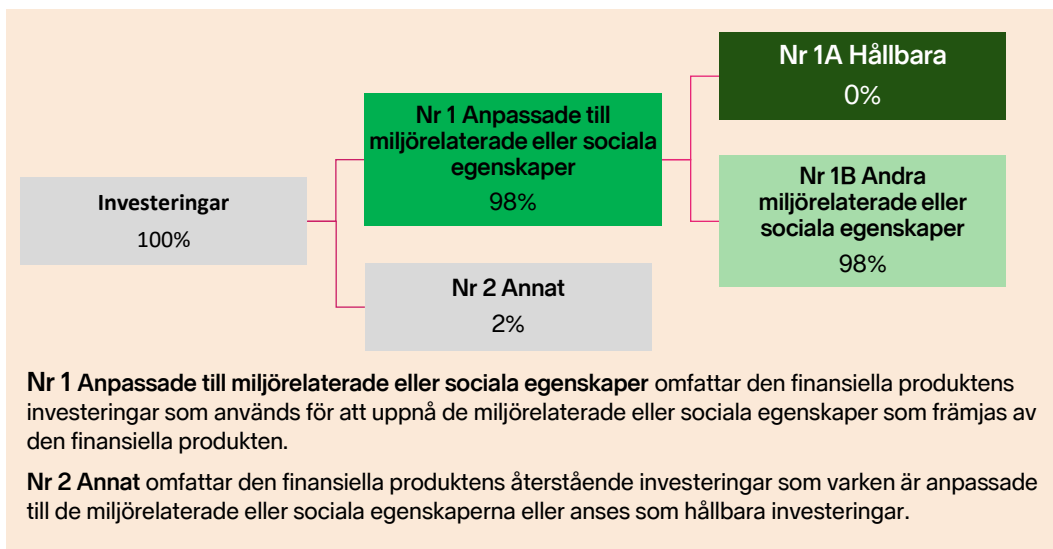 Investeringar
100%
Nr 1 Anpassade till
miljörelaterade eller sociala
egenskaper
98%
Nr 2 Annat
2%
Nr 1A Hållbara
0%
Nr 1B Andra
miljörelaterade eller
sociala egenskaper
98%
Nr 1 Anpassade till miljörelaterade eller sociala egenskaper omfattar den finansiella produktens
investeringar som används för att uppnå de miljörelaterade eller sociala egenskaper som främjas av
den finansiella produkten.
Nr 2 Annat omfattar den finansiella produktens återstående investeringar som varken är anpassade
till de miljörelaterade eller sociala egenskaperna eller anses som hållbara investeringar.